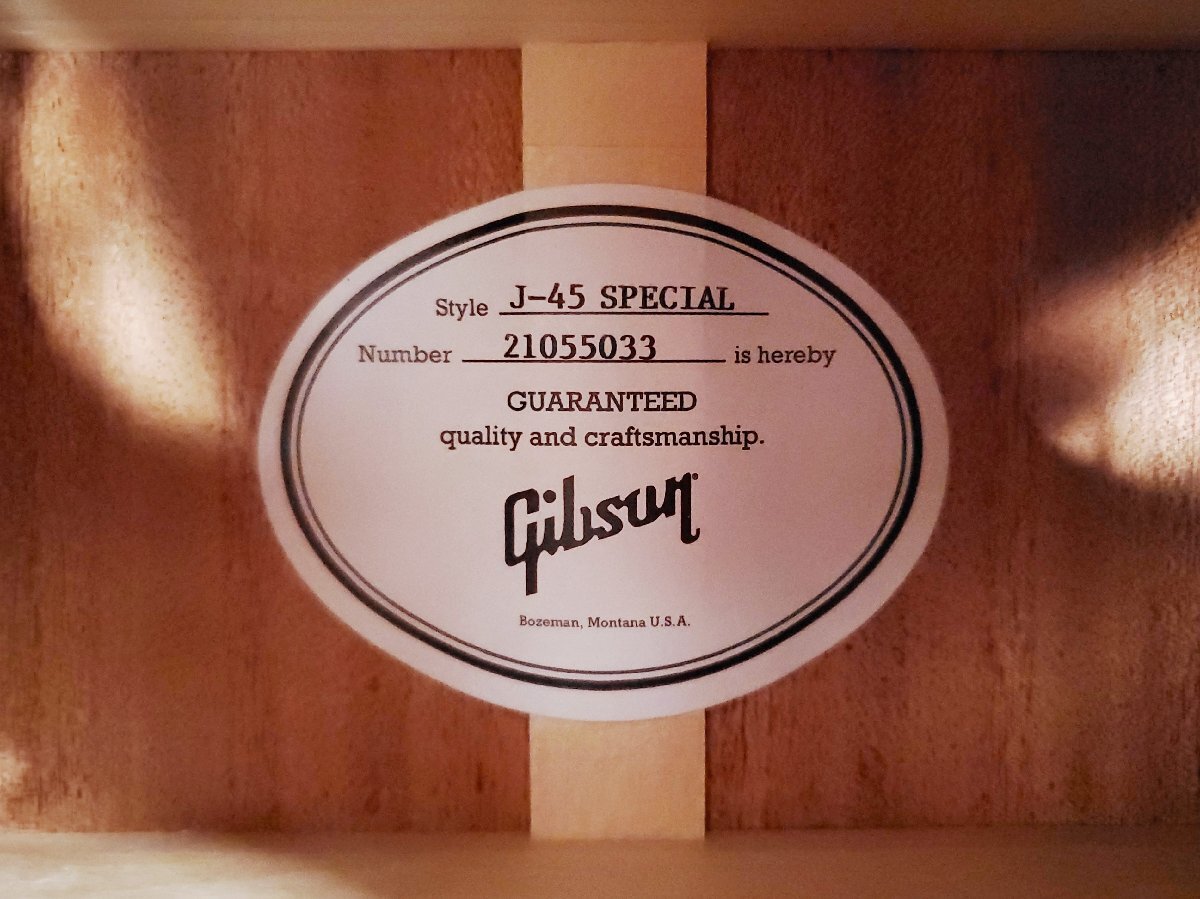 Style J-45 SPECIAL
Number 21055033 is hereby
GUARANTEED
quality and craftsmanship.
Gibson
Bozeman, Montana U.S.A.